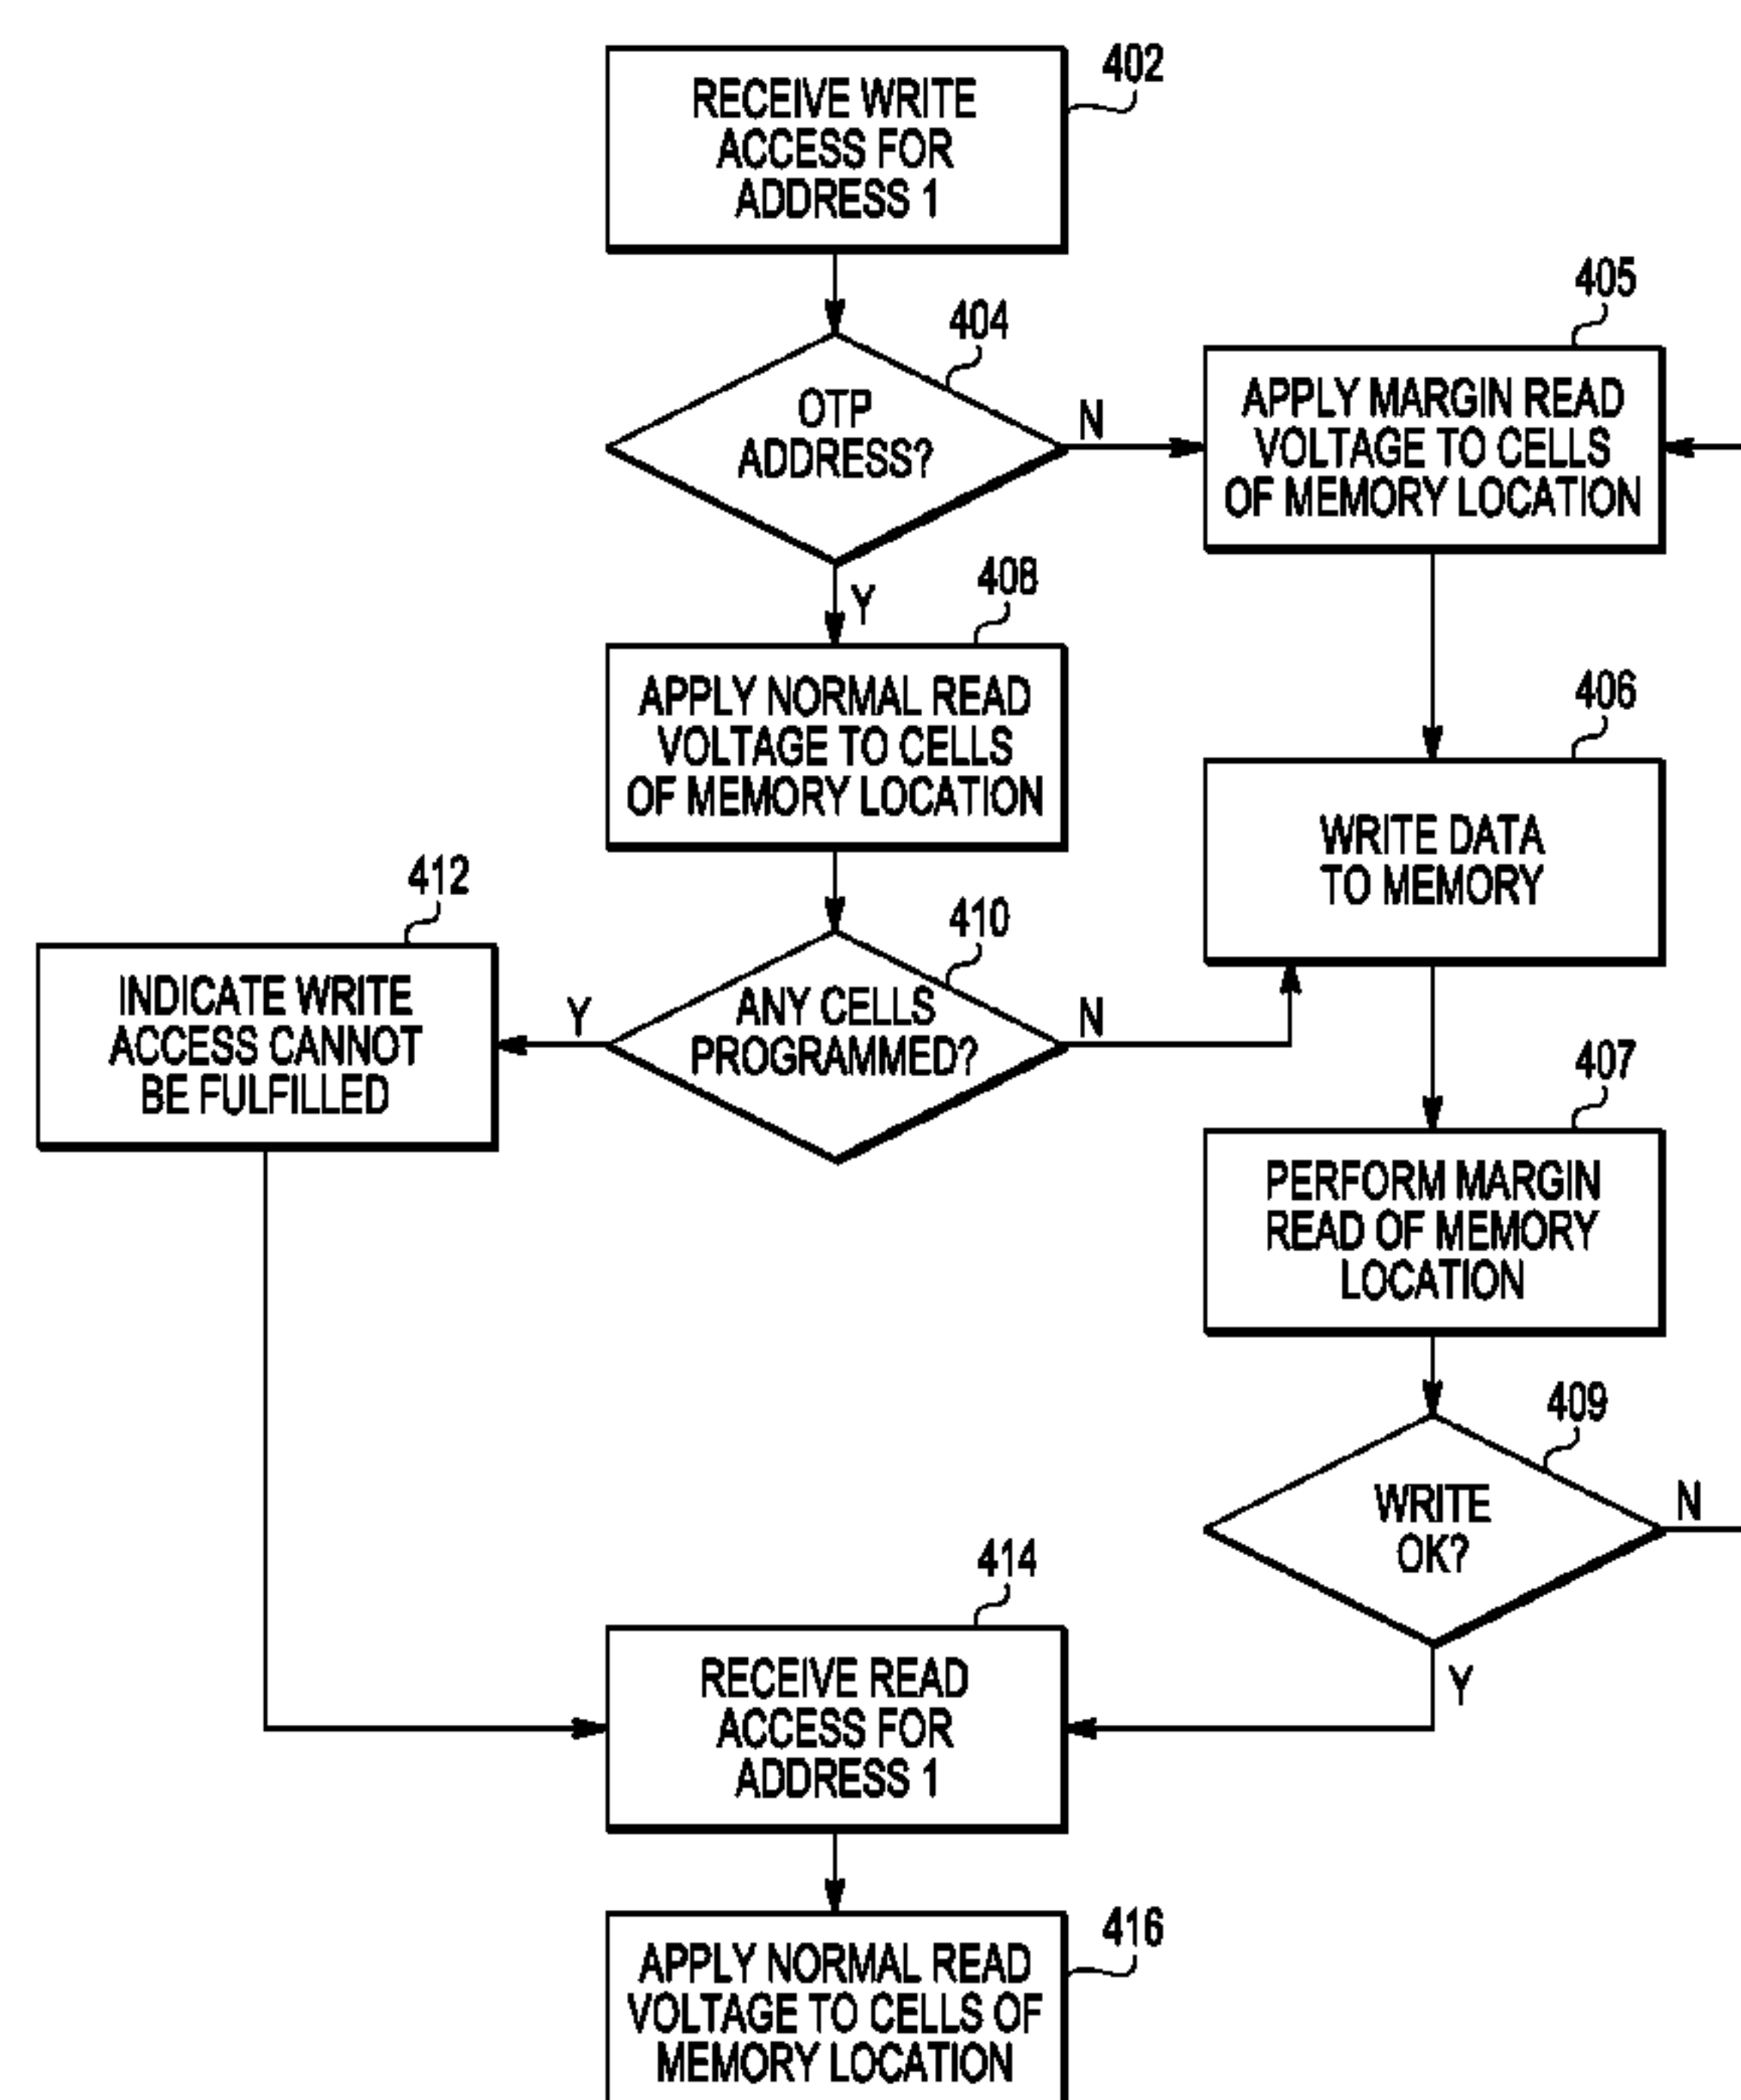 402
RECEIVE WRITE
ACCESS FOR
ADDRESS 1
404
OTP
ADDRESS?
N
Y
405
APPLY MARGIN READ
VOLTAGE TO CELLS
OF MEMORY LOCATION
408
APPLY NORMAL READ
VOLTAGE TO CELLS
OF MEMORY LOCATION
406
WRITE DATA
TO MEMORY
412
INDICATE WRITE
ACCESS CANNOT
BE FULFILLED
410
Y
ANY CELLS
PROGRAMMED?
N
407
PERFORM MARGIN
READ OF MEMORY
LOCATION
409
WRITE
OK?
N
Y
414
RECEIVE READ
ACCESS FOR
ADDRESS 1
416
APPLY NORMAL READ
VOLTAGE TO CELLS OF
MEMORY LOCATION